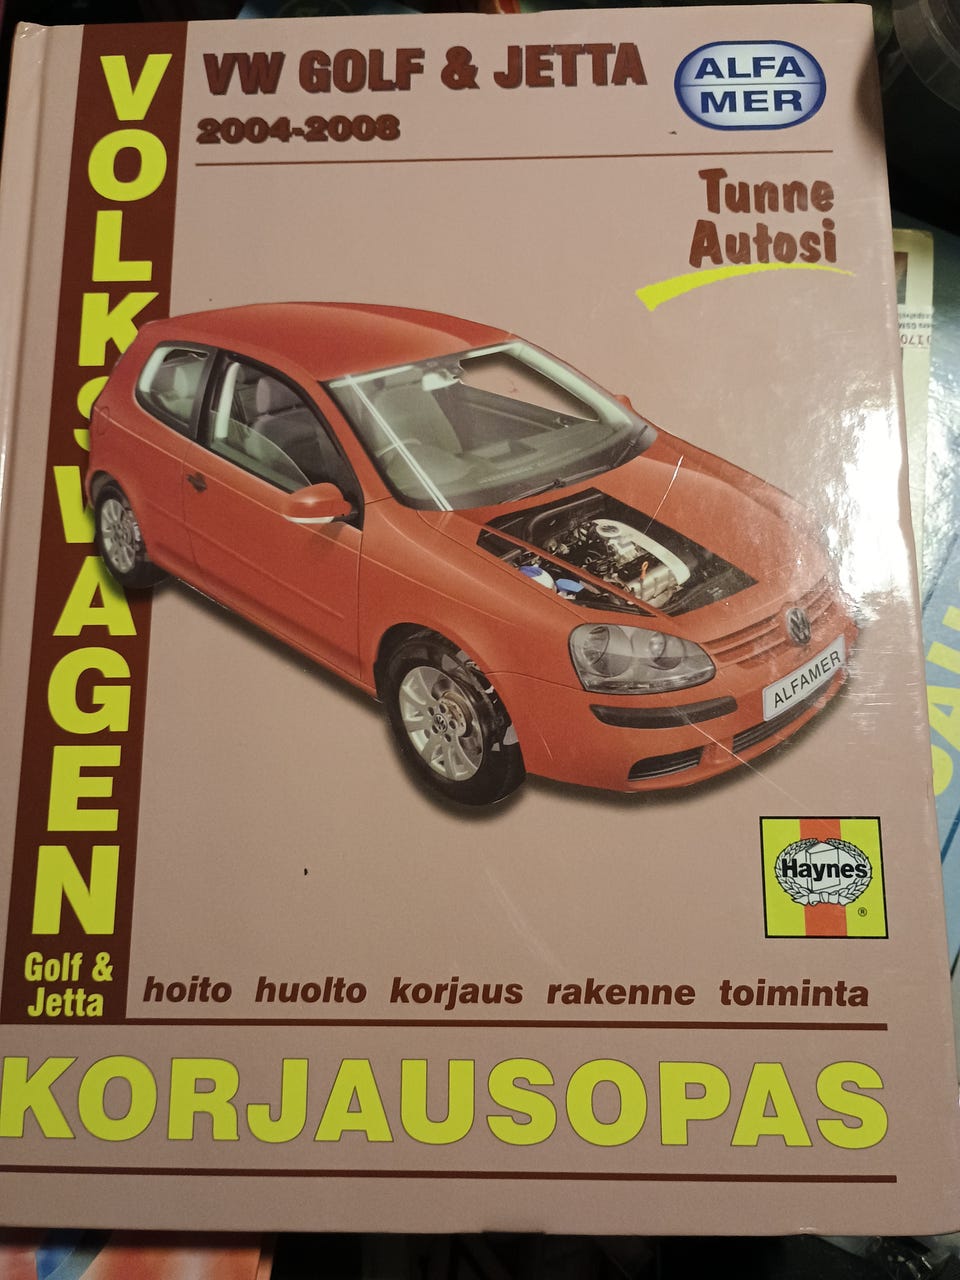 VOLKSWAGEN
Golf &
Jetta
VW GOLF & JETTA
2004-2008
ALFA
MER
Tunne
Autosi
ALFAMER
Haynes
®
hoito huolto korjaus rakenne toiminta
KORJAUSOPAS